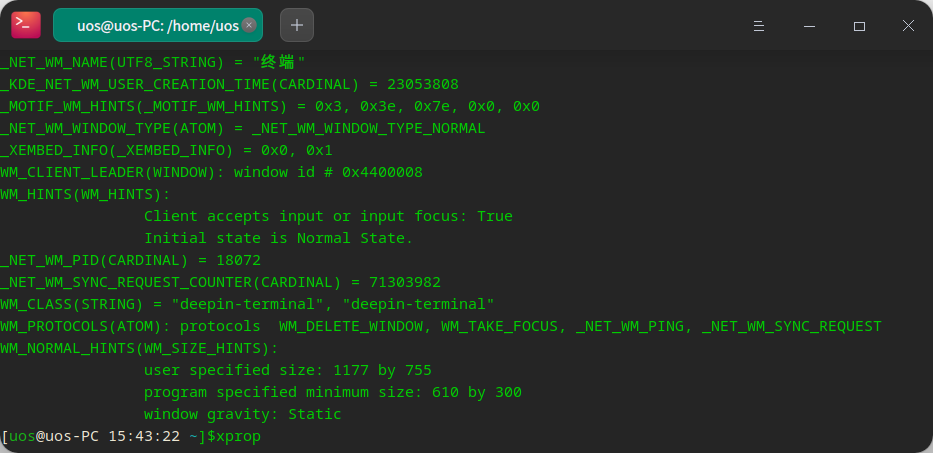 uos@uos-PC: /home/uos
_NET_WM_NAME(UTF8_STRING) = "终端"
_KDE_NET_WM_USER_CREATION_TIME(CARDINAL) = 23053808
_MOTIF_WM_HINTS(_MOTIF_WM_HINTS) = 0x3, 0x3e, 0x7e, 0x0, 0x0
_NET_WM_WINDOW_TYPE(ATOM) = _NET_WM_WINDOW_TYPE_NORMAL
_XEMBED_INFO(_XEMBED_INFO) = 0x0, 0x1
WM_CLIENT_LEADER(WINDOW): window id # 0x4400008
WM_HINTS(WM_HINTS):
                Client accepts input or input focus: True
                Initial state is Normal State.
_NET_WM_PID(CARDINAL) = 18072
_NET_WM_SYNC_REQUEST_COUNTER(CARDINAL) = 71303982
WM_CLASS(STRING) = "deepin-terminal", "deepin-terminal"
WM_PROTOCOLS(ATOM): protocols  WM_DELETE_WINDOW, WM_TAKE_FOCUS, _NET_WM_PING, _NET_WM_SYNC_REQUEST
WM_NORMAL_HINTS(WM_SIZE_HINTS):
                user specified size: 1177 by 755
                program specified minimum size: 610 by 300
                window gravity: Static
[uos@uos-PC 15:43:22 ~]$xprop